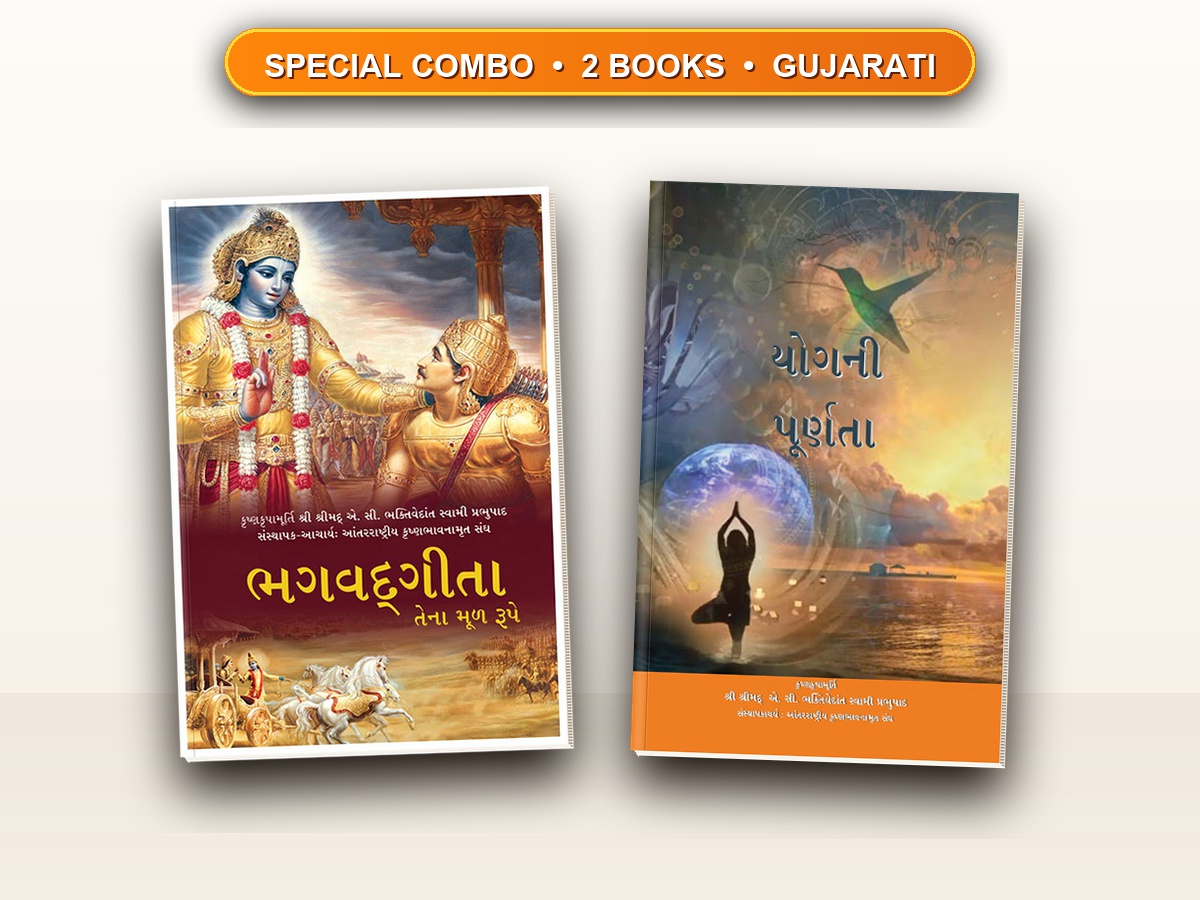 SPECIAL COMBO • 2 BOOKS • GUJARATI
કૃષ્ણકૃપામૂર્તિ શ્રી શ્રીમદ્ એ. સી. ભક્તિવેદાંત સ્વામી પ્રભુપાદ
સંસ્થાપક-આચાર્ય: આંતરરાષ્ટ્રીય કૃષ્ણભાવનામૃત સંઘ
ભગવદ્‌ગીતા
તેના મૂળ રૂપે
યોગની
પૂર્ણતા
કૃષ્ણકૃપામૂર્તિ
શ્રી શ્રીમદ્ એ. સી. ભક્તિવેદાંત સ્વામી પ્રભુપાદ
સંસ્થાપકાચાર્ય : આંતરરાષ્ટ્રીય કૃષ્ણભાવનામૃત સંઘ